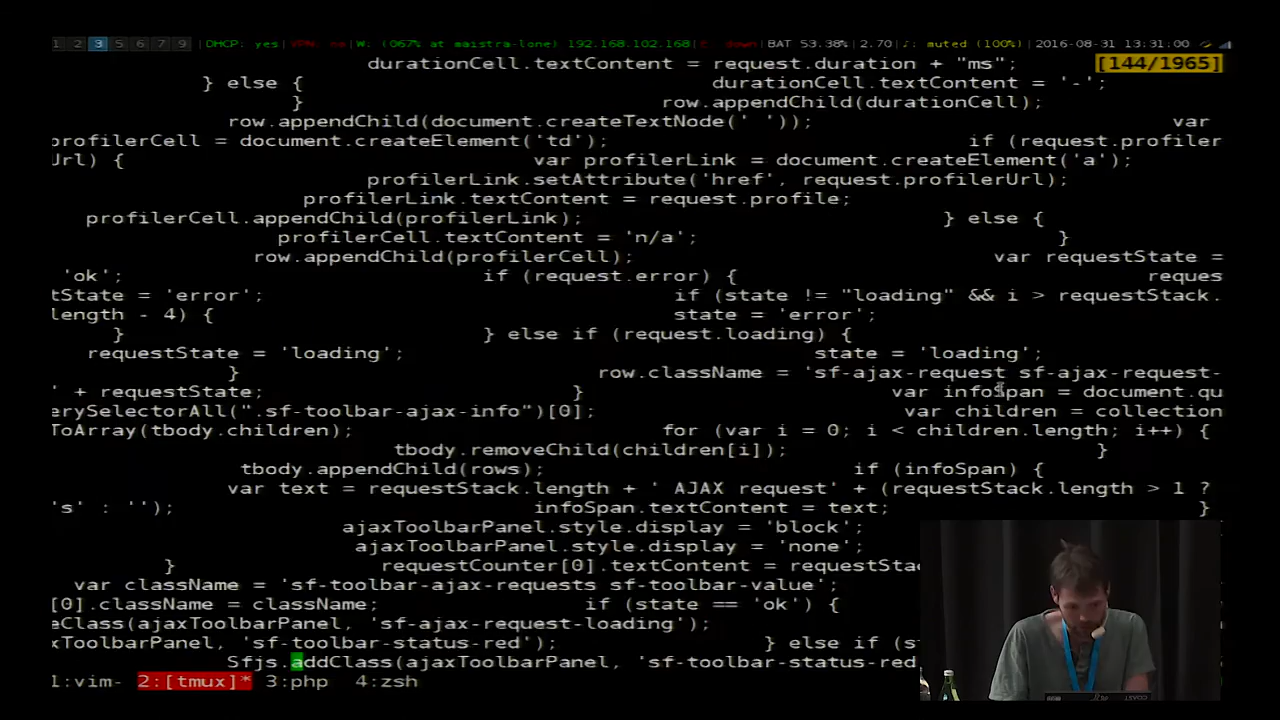 1 2 3 5 6 7 9 DHCP: yes VPN: no W: (067% at maistra-lone) 192.168.102.168 E: down BAT 53.38% 2.70 muted (100%) 2016-08-31 13:31:00
durationCell.textContent = request.duration + "ms"; [144/1965]
} else { durationCell.textContent = '-';
} row.appendChild(durationCell);
row.appendChild(document.createTextNode(' ')); var
profilerCell = document.createElement('td'); if (request.profiler
Url) { var profilerLink = document.createElement('a');
profilerLink.setAttribute('href', request.profilerUrl);
profilerLink.textContent = request.profile;
profilerCell.appendChild(profilerLink); } else {
profilerCell.textContent = 'n/a'; }
row.appendChild(profilerCell); var requestState =
'ok'; if (request.error) { reques
tState = 'error'; if (state != "loading" && i > requestStack.
length - 4) { state = 'error';
} } else if (request.loading) {
requestState = 'loading'; state = 'loading';
} row.className = 'sf-ajax-request sf-ajax-request-
' + requestState; } var infoSpan = document.qu
erySelectorAll(".sf-toolbar-ajax-info")[0]; var children = collection
ToArray(tbody.children); for (var i = 0; i < children.length; i++) {
tbody.removeChild(children[i]); }
tbody.appendChild(rows); if (infoSpan) {
var text = requestStack.length + ' AJAX request' + (requestStack.length > 1 ?
's' : ''); infoSpan.textContent = text; }
ajaxToolbarPanel.style.display = 'block';
ajaxToolbarPanel.style.display = 'none';
} requestCounter[0].textContent = requestStac
var className = 'sf-toolbar-ajax-requests sf-toolbar-value';
[0].className = className; if (state == 'ok') {
eClass(ajaxToolbarPanel, 'sf-ajax-request-loading');
xToolbarPanel, 'sf-toolbar-status-red'); } else if (s
Sfjs.addClass(ajaxToolbarPanel, 'sf-toolbar-status-red
1:vim- 2:[tmux]* 3:php 4:zsh